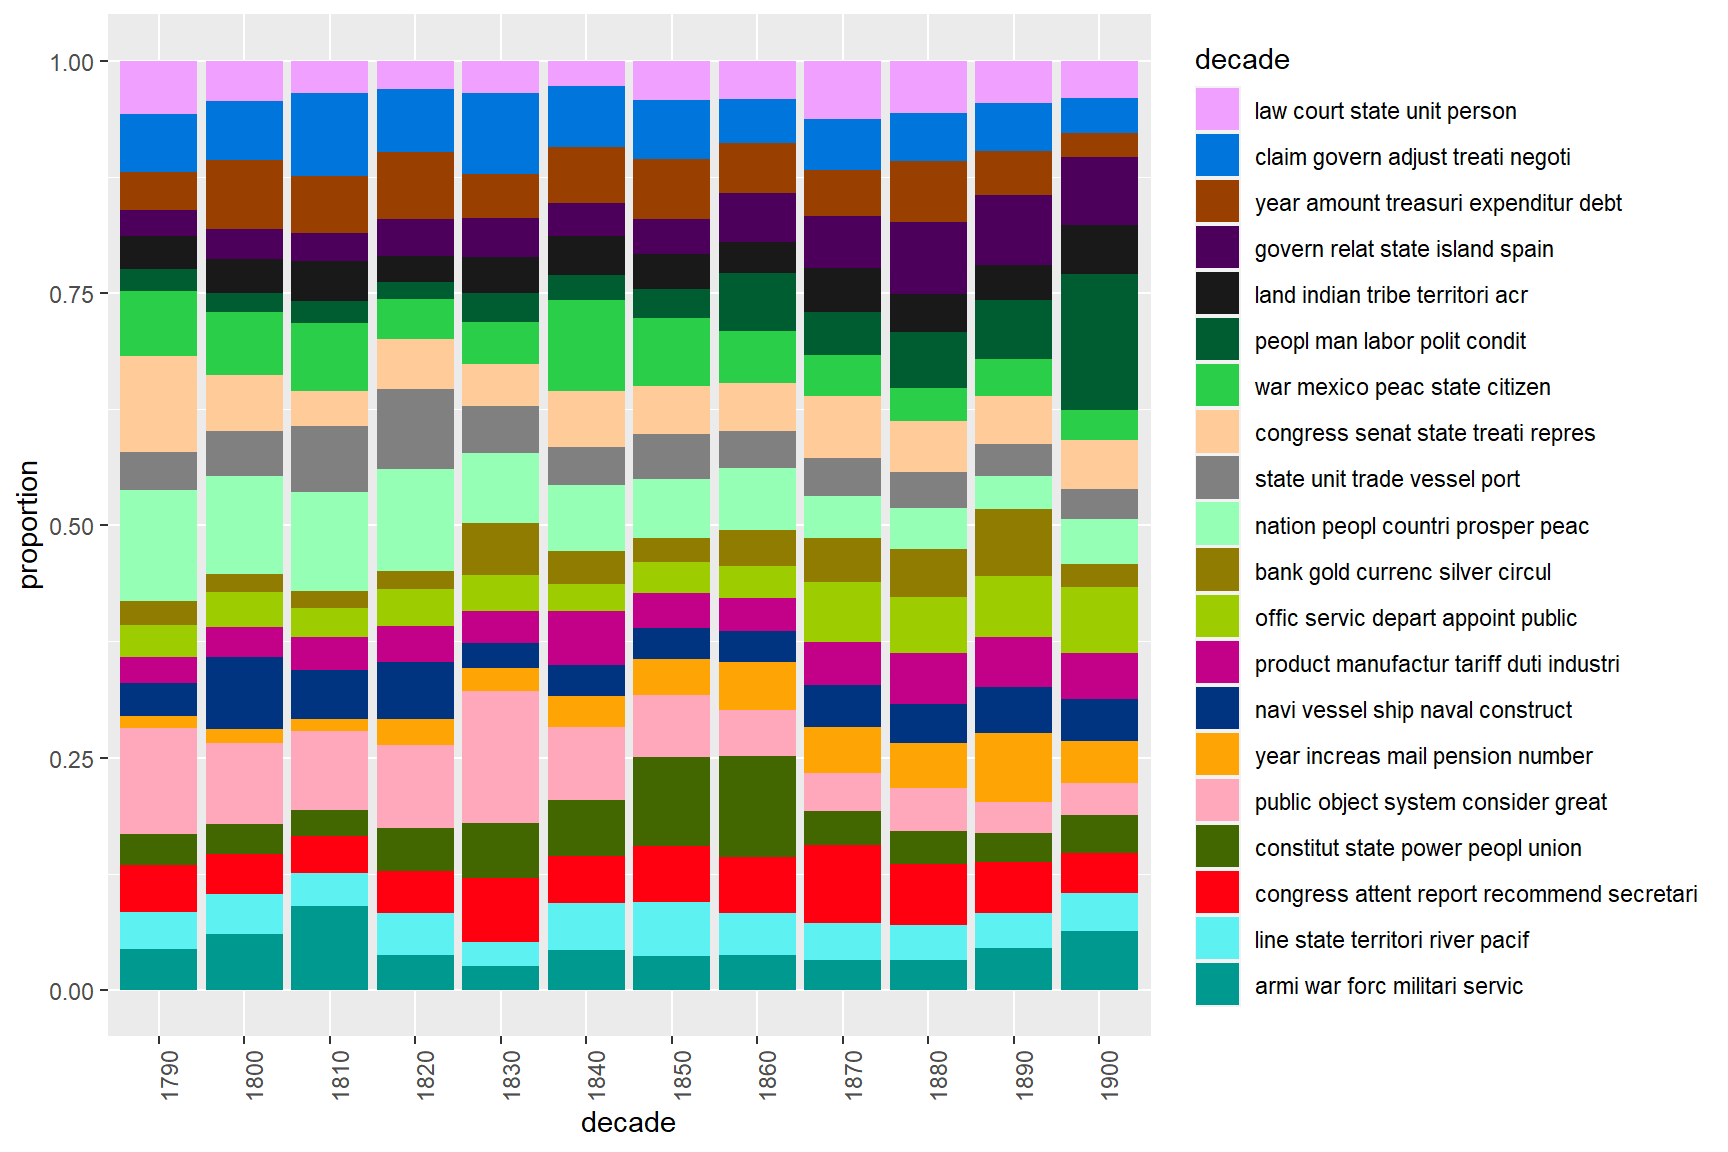 proportion
1.00
0.75
0.50
0.25
0.00
1790
1800
1810
1820
1830
1840
1850
1860
1870
1880
1890
1900
decade
decade
law court state unit person
claim govern adjust treati negoti
year amount treasuri expenditur debt
govern relat state island spain
land indian tribe territori acr
peopl man labor polit condit
war mexico peac state citizen
congress senat state treati repres
state unit trade vessel port
nation peopl countri prosper peac
bank gold currenc silver circul
offic servic depart appoint public
product manufactur tariff duti industri
navi vessel ship naval construct
year increas mail pension number
public object system consider great
constitut state power peopl union
congress attent report recommend secretari
line state territori river pacif
armi war forc militari servic